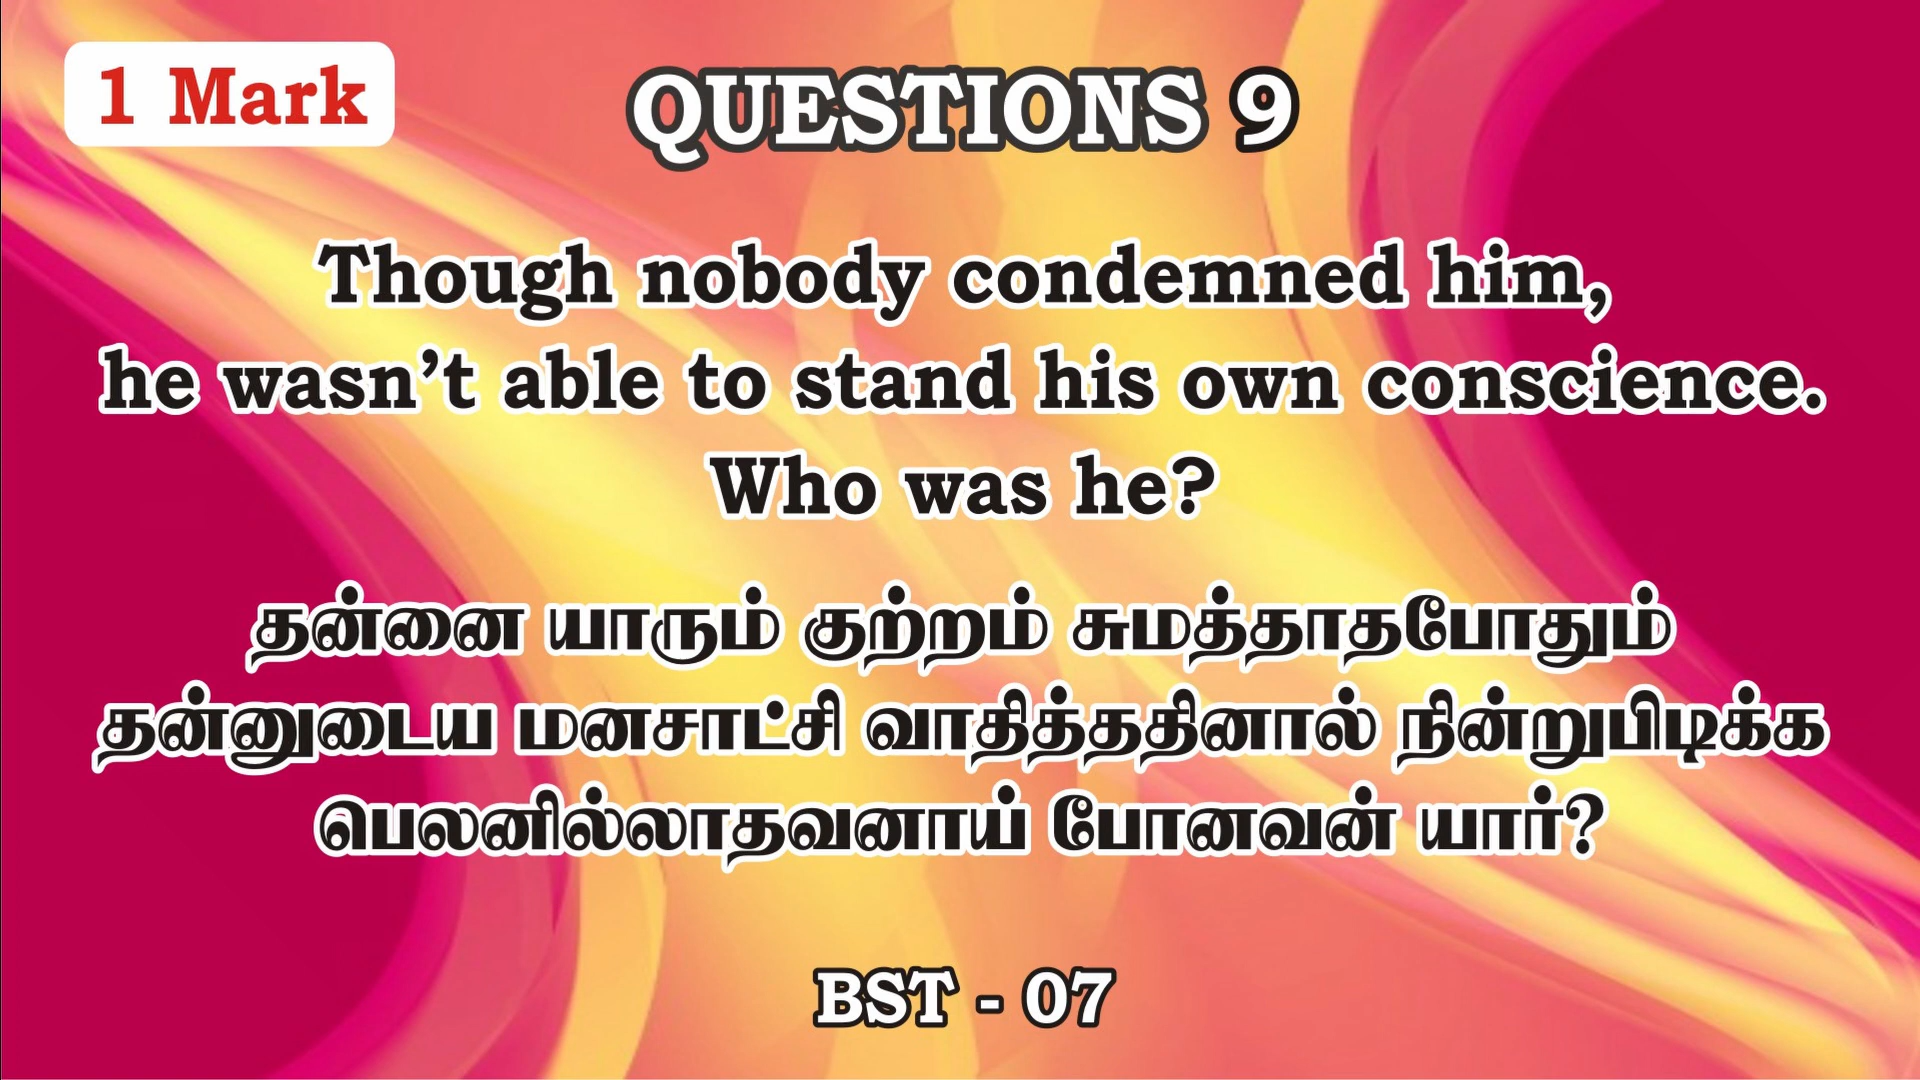 1 Mark
QUESTIONS 9
Though nobody condemned him,
he wasn’t able to stand his own conscience.
Who was he?
தன்னை யாரும் குற்றம் சுமத்தாதபோதும்
தன்னுடைய மனசாட்சி வாதித்ததினால் நின்றுபிடிக்க
பெலனில்லாதவனாய் போனவன் யார்?
BST - 07